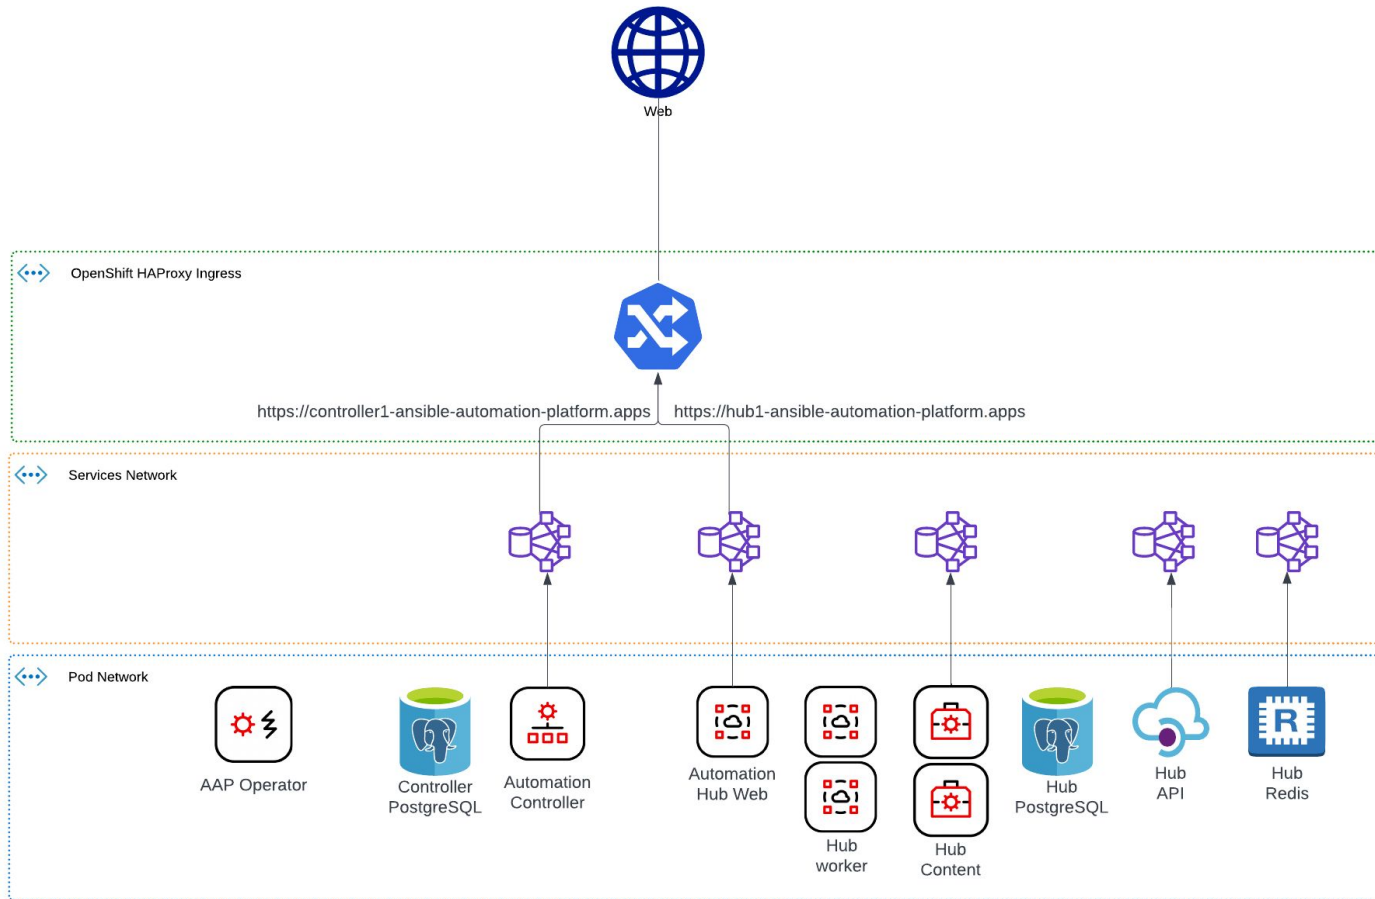 Web
OpenShift HAProxy Ingress
https://controller1-ansible-automation-platform.apps
https://hub1-ansible-automation-platform.apps
Services Network
Pod Network
AAP Operator
Controller
PostgreSQL
Automation
Controller
Automation
Hub Web
Hub
worker
Hub
Content
Hub
PostgreSQL
Hub
API
R
Hub
Redis